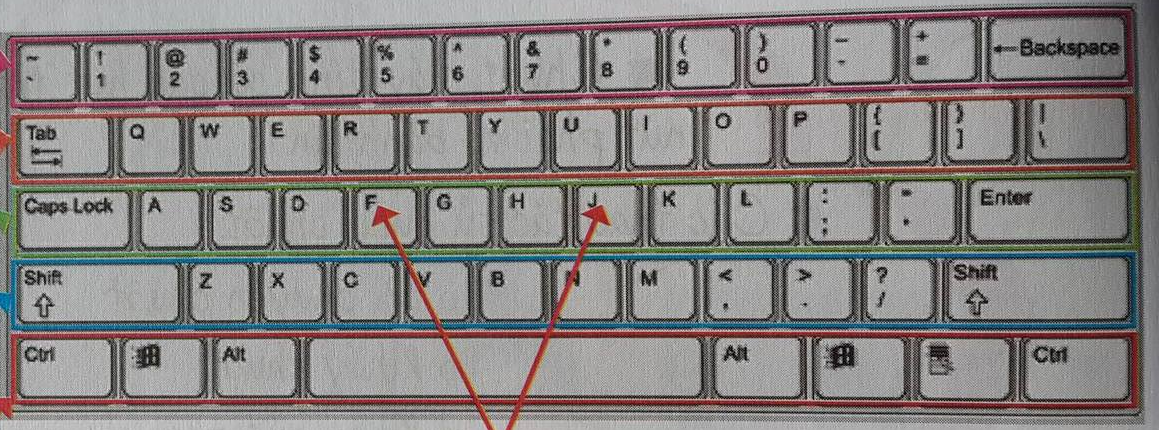 ~ ! @ # $ % ^ & * ( ) — + ←Backspace
` 1 2 3 4 5 6 7 8 9 0 - =
Tab Q W E R T Y U I O P { } |
[ ] \
Caps Lock A S D F G H J K L : " Enter
; '
Shift Z X C V B N M < > ? Shift
, . /
Ctrl Alt Alt Ctrl